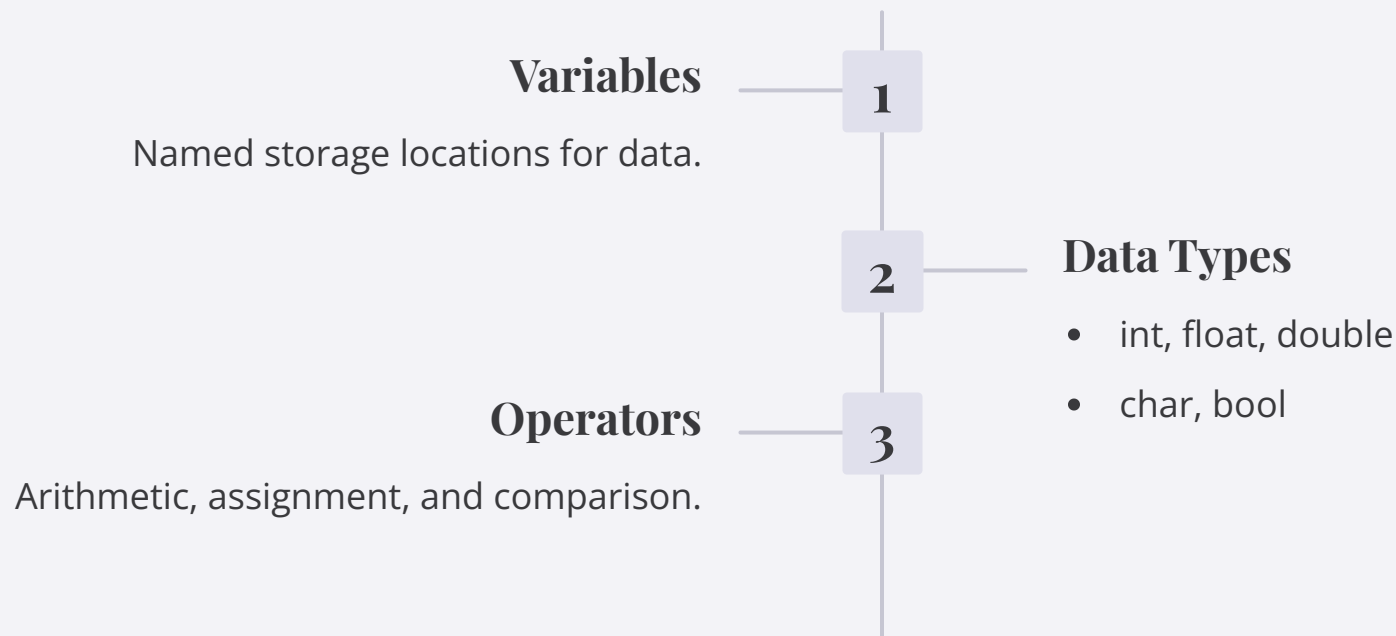 1
Variables
Named storage locations for data.
2
Data Types
• int, float, double
• char, bool
3
Operators
Arithmetic, assignment, and comparison.